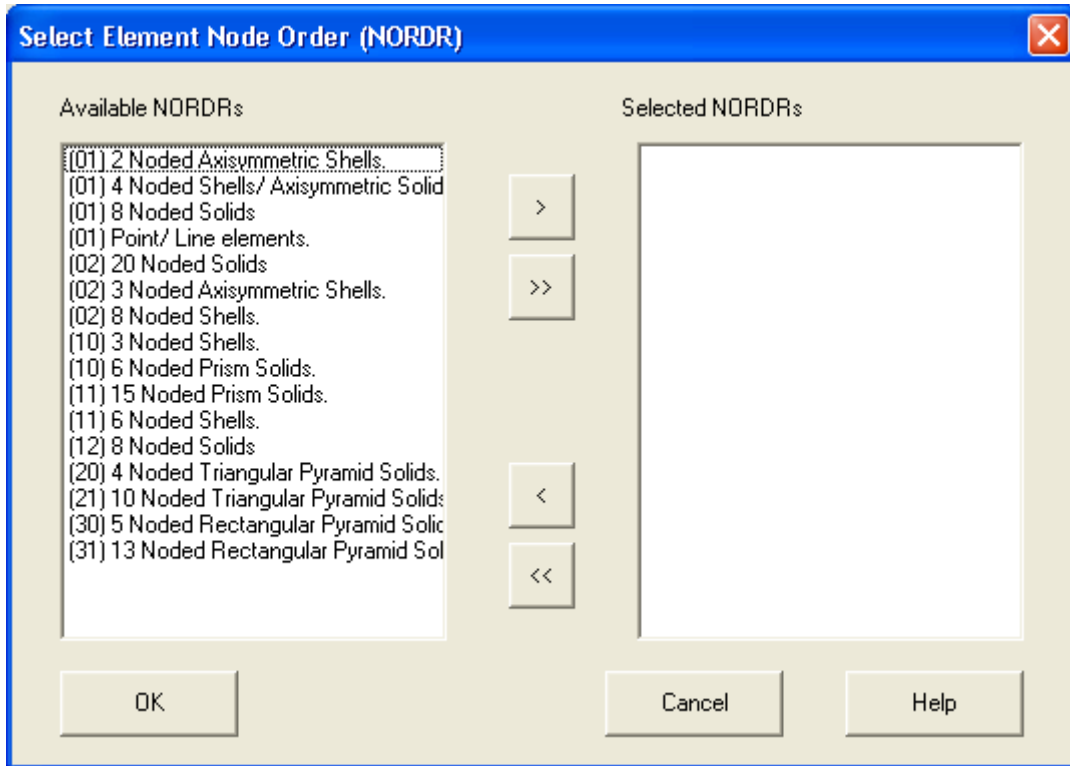 Select Element Node Order (NORDR)
Available NORDRs
Selected NORDRs
(01) 2 Noded Axisymmetric Shells.
(01) 4 Noded Shells/ Axisymmetric Solid
(01) 8 Noded Solids
(01) Point/ Line elements.
(02) 20 Noded Solids
(02) 3 Noded Axisymmetric Shells.
(02) 8 Noded Shells.
(10) 3 Noded Shells.
(10) 6 Noded Prism Solids.
(11) 15 Noded Prism Solids.
(11) 6 Noded Shells.
(12) 8 Noded Solids
(20) 4 Noded Triangular Pyramid Solids.
(21) 10 Noded Triangular Pyramid Solids
(30) 5 Noded Rectangular Pyramid Solic
(31) 13 Noded Rectangular Pyramid Sol
>
>>
<
<<
OK
Cancel
Help